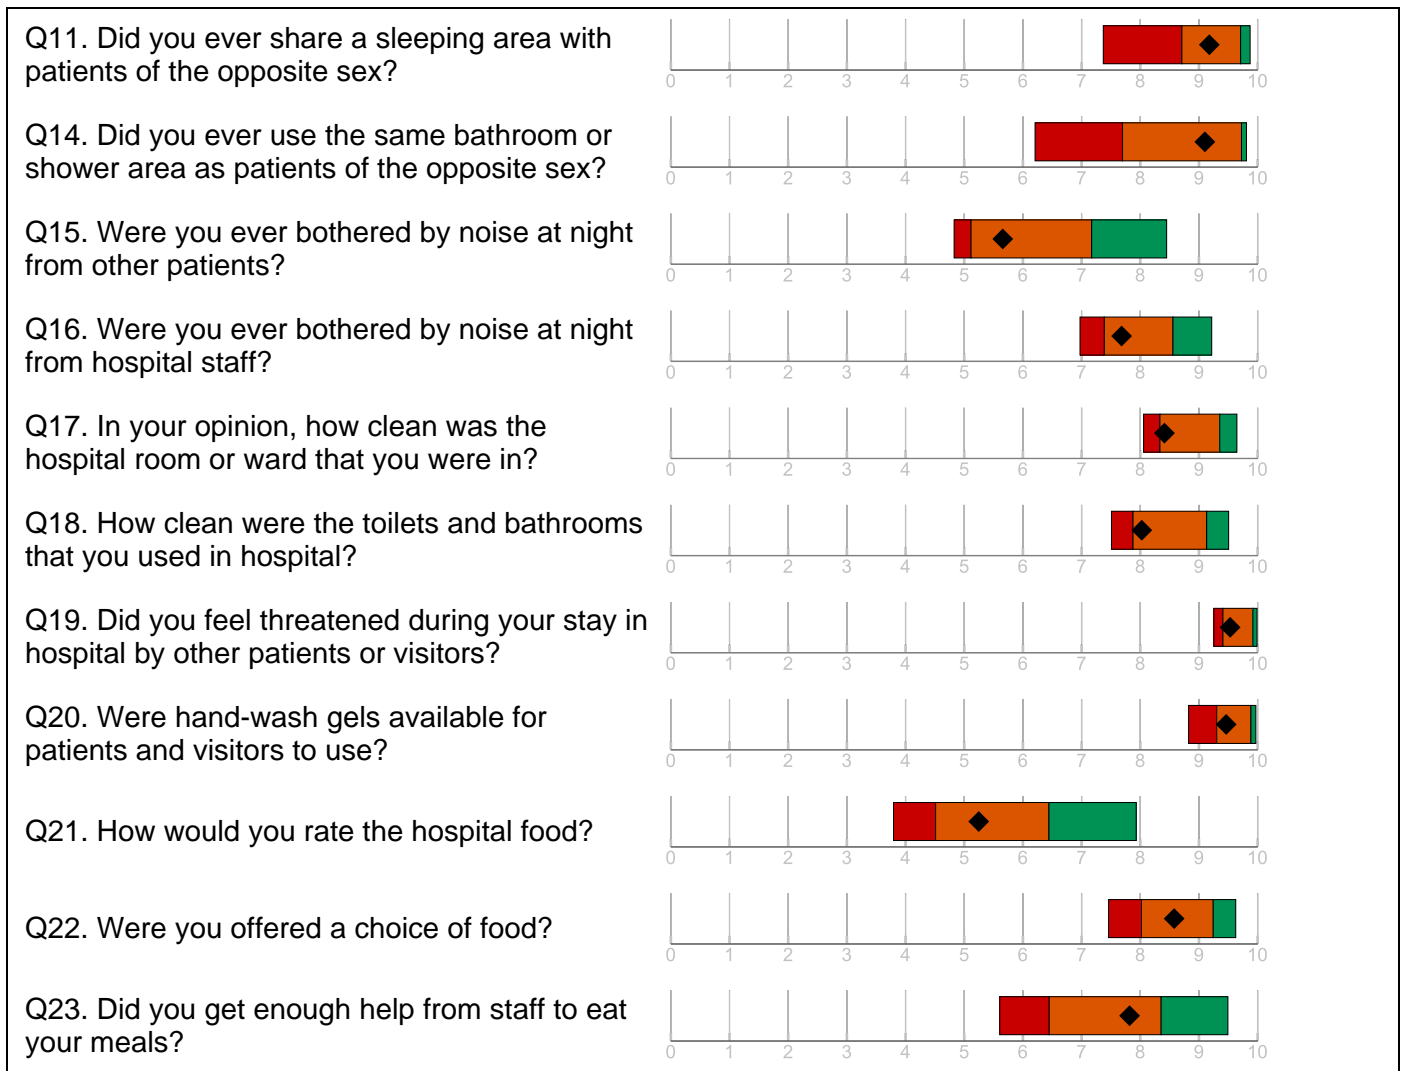 Q11. Did you ever share a sleeping area with
patients of the opposite sex?
0 1 2 3 4 5 6 7 8 9 10
Q14. Did you ever use the same bathroom or
shower area as patients of the opposite sex?
0 1 2 3 4 5 6 7 8 9 10
Q15. Were you ever bothered by noise at night
from other patients?
0 1 2 3 4 5 6 7 8 9 10
Q16. Were you ever bothered by noise at night
from hospital staff?
0 1 2 3 4 5 6 7 8 9 10
Q17. In your opinion, how clean was the
hospital room or ward that you were in?
0 1 2 3 4 5 6 7 8 9 10
Q18. How clean were the toilets and bathrooms
that you used in hospital?
0 1 2 3 4 5 6 7 8 9 10
Q19. Did you feel threatened during your stay in
hospital by other patients or visitors?
0 1 2 3 4 5 6 7 8 9 10
Q20. Were hand-wash gels available for
patients and visitors to use?
0 1 2 3 4 5 6 7 8 9 10
Q21. How would you rate the hospital food?
0 1 2 3 4 5 6 7 8 9 10
Q22. Were you offered a choice of food?
0 1 2 3 4 5 6 7 8 9 10
Q23. Did you get enough help from staff to eat
your meals?
0 1 2 3 4 5 6 7 8 9 10